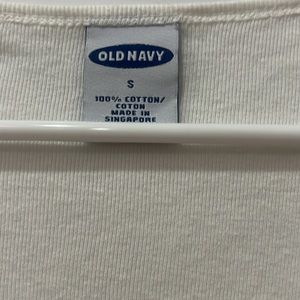 OLD NAVY
S
100% COTTON/
COTON
MADE IN
SINGAPORE